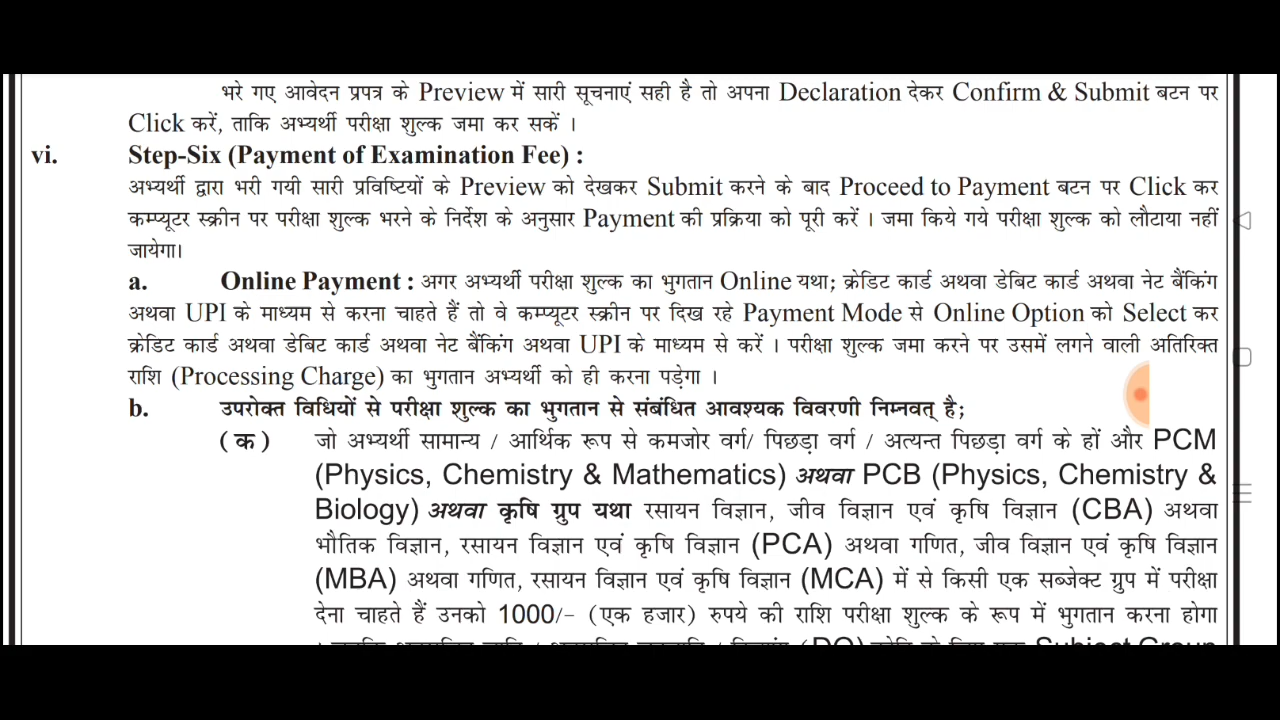 भरे गए आवेदन प्रपत्र के Preview में सारी सूचनाएं सही है तो अपना Declaration देकर Confirm & Submit बटन पर
Click करें, ताकि अभ्यर्थी परीक्षा शुल्क जमा कर सकें ।
vi. Step-Six (Payment of Examination Fee) :
अभ्यर्थी द्वारा भरी गयी सारी प्रविष्टियों के Preview को देखकर Submit करने के बाद Proceed to Payment बटन पर Click कर
कम्प्यूटर स्क्रीन पर परीक्षा शुल्क भरने के निर्देश के अनुसार Payment की प्रक्रिया को पूरी करें । जमा किये गये परीक्षा शुल्क को लौटाया नहीं
जायेगा।
a. Online Payment : अगर अभ्यर्थी परीक्षा शुल्क का भुगतान Online यथा; क्रेडिट कार्ड अथवा डेबिट कार्ड अथवा नेट बैंकिंग
अथवा UPI के माध्यम से करना चाहते हैं तो वे कम्प्यूटर स्क्रीन पर दिख रहे Payment Mode से Online Option को Select कर
क्रेडिट कार्ड अथवा डेबिट कार्ड अथवा नेट बैंकिंग अथवा UPI के माध्यम से करें । परीक्षा शुल्क जमा करने पर उसमें लगने वाली अतिरिक्त
राशि (Processing Charge) का भुगतान अभ्यर्थी को ही करना पड़ेगा ।
b. उपरोक्त विधियों से परीक्षा शुल्क का भुगतान से संबंधित आवश्यक विवरणी निम्नवत् है;
(क) जो अभ्यर्थी सामान्य / आर्थिक रूप से कमजोर वर्ग/ पिछड़ा वर्ग / अत्यन्त पिछड़ा वर्ग के हों और PCM
(Physics, Chemistry & Mathematics) अथवा PCB (Physics, Chemistry &
Biology) अथवा कृषि ग्रुप यथा रसायन विज्ञान, जीव विज्ञान एवं कृषि विज्ञान (CBA) अथवा
भौतिक विज्ञान, रसायन विज्ञान एवं कृषि विज्ञान (PCA) अथवा गणित, जीव विज्ञान एवं कृषि विज्ञान
(MBA) अथवा गणित, रसायन विज्ञान एवं कृषि विज्ञान (MCA) में से किसी एक सब्जेक्ट ग्रुप में परीक्षा
देना चाहते हैं उनको 1000/- (एक हजार) रुपये की राशि परीक्षा शुल्क के रूप में भुगतान करना होगा
Subject Group